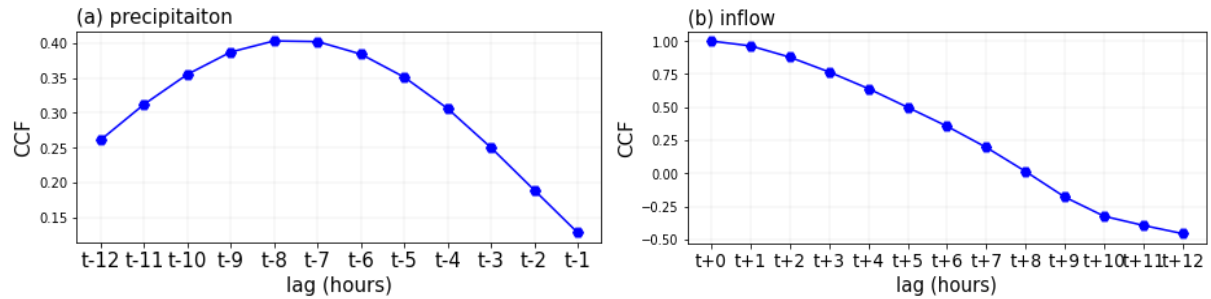 (a) precipitaiton
CCF
0.40
0.35
0.30
0.25
0.20
0.15
t-12 t-11 t-10 t-9 t-8 t-7 t-6 t-5 t-4 t-3 t-2 t-1
lag (hours)
(b) inflow
CCF
1.00
0.75
0.50
0.25
0.00
−0.25
−0.50
t+0 t+1 t+2 t+3 t+4 t+5 t+6 t+7 t+8 t+9 t+10 t+11 t+12
lag (hours)